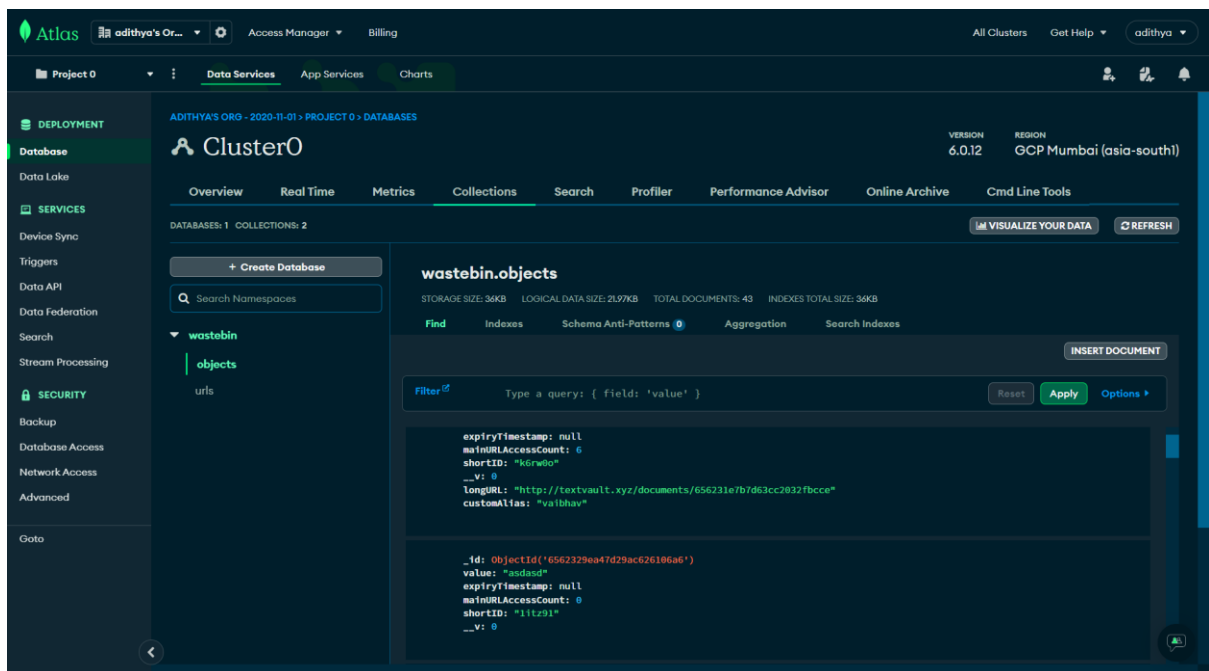 Atlas
adithya's Or...
Access Manager
Billing
All Clusters
Get Help
adithya
Project 0
Data Services
App Services
Charts
DEPLOYMENT
Database
Data Lake
SERVICES
Device Sync
Triggers
Data API
Data Federation
Search
Stream Processing
SECURITY
Backup
Database Access
Network Access
Advanced
Goto
ADITHYA'S ORG - 2020-11-01 > PROJECT 0 > DATABASES
Cluster0
VERSION
6.0.12
REGION
GCP Mumbai (asia-south1)
Overview
Real Time
Metrics
Collections
Search
Profiler
Performance Advisor
Online Archive
Cmd Line Tools
DATABASES: 1 COLLECTIONS: 2
VISUALIZE YOUR DATA
REFRESH
+ Create Database
Search Namespaces
wastebin
objects
urls
wastebin.objects
STORAGE SIZE: 36KB LOGICAL DATA SIZE: 21.97KB TOTAL DOCUMENTS: 43 INDEXES TOTAL SIZE: 36KB
Find
Indexes
Schema Anti-Patterns 0
Aggregation
Search Indexes
INSERT DOCUMENT
Filter
Type a query: { field: 'value' }
Reset
Apply
Options
expiryTimestamp: null
mainURLAccessCount: 6
shortID: "k6rw0o"
__v: 0
longURL: "http://textvault.xyz/documents/656231e7b7d63cc2032fbcce"
customAlias: "vaibhav"
_id: ObjectId('6562329ea47d29ac626106a6')
value: "asdasd"
expiryTimestamp: null
mainURLAccessCount: 0
shortID: "1itz91"
__v: 0